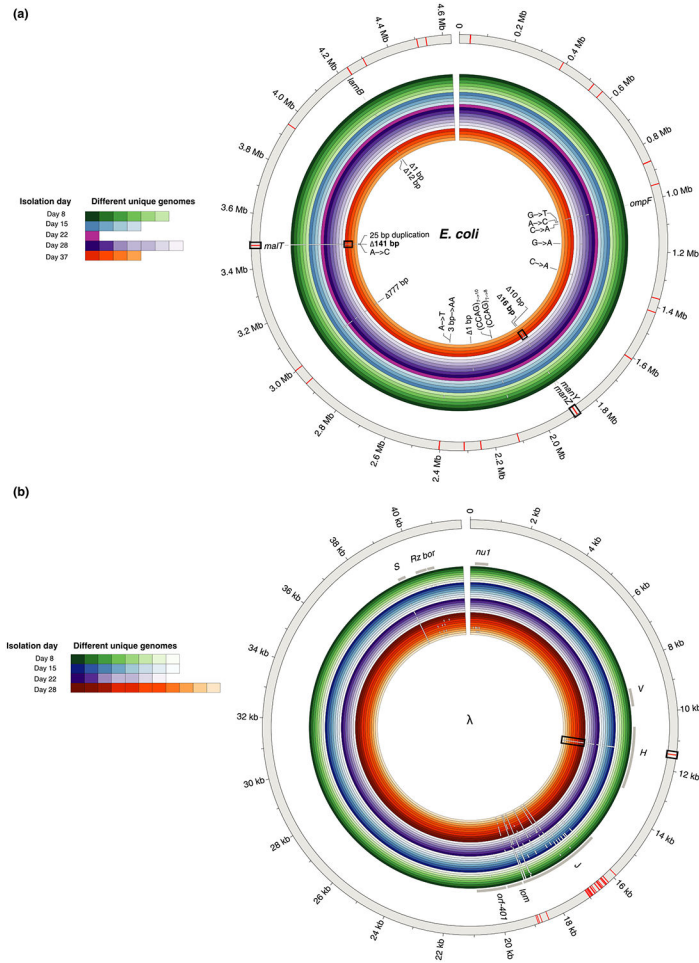 (a)
0
0.2 Mb
0.4 Mb
0.6 Mb
0.8 Mb
1.0 Mb
1.2 Mb
1.4 Mb
1.6 Mb
1.8 Mb
2.0 Mb
2.2 Mb
2.4 Mb
2.6 Mb
2.8 Mb
3.0 Mb
3.2 Mb
3.4 Mb
3.6 Mb
3.8 Mb
4.0 Mb
4.2 Mb
4.4 Mb
4.6 Mb
lamB
ompF
manY
manZ
malT
Isolation day Different unique genomes
Day 8
Day 15
Day 22
Day 28
Day 37
E. coli
Δ1 bp
Δ12 bp
25 bp duplication
Δ141 bp
A->C
G->T
A->C
C->A
G->A
C->A
Δ10 bp
Δ16 bp
(CCAG)7->10
(CCAG)7->8
Δ1 bp
3 bp->AA
A->T
Δ777 bp
(b)
0
2 kb
4 kb
6 kb
8 kb
10 kb
12 kb
14 kb
16 kb
18 kb
20 kb
22 kb
24 kb
26 kb
28 kb
30 kb
32 kb
34 kb
36 kb
38 kb
40 kb
S
Rz bor
nu1
V
H
J
lom
orf-401
Isolation day Different unique genomes
Day 8
Day 15
Day 22
Day 28
λ